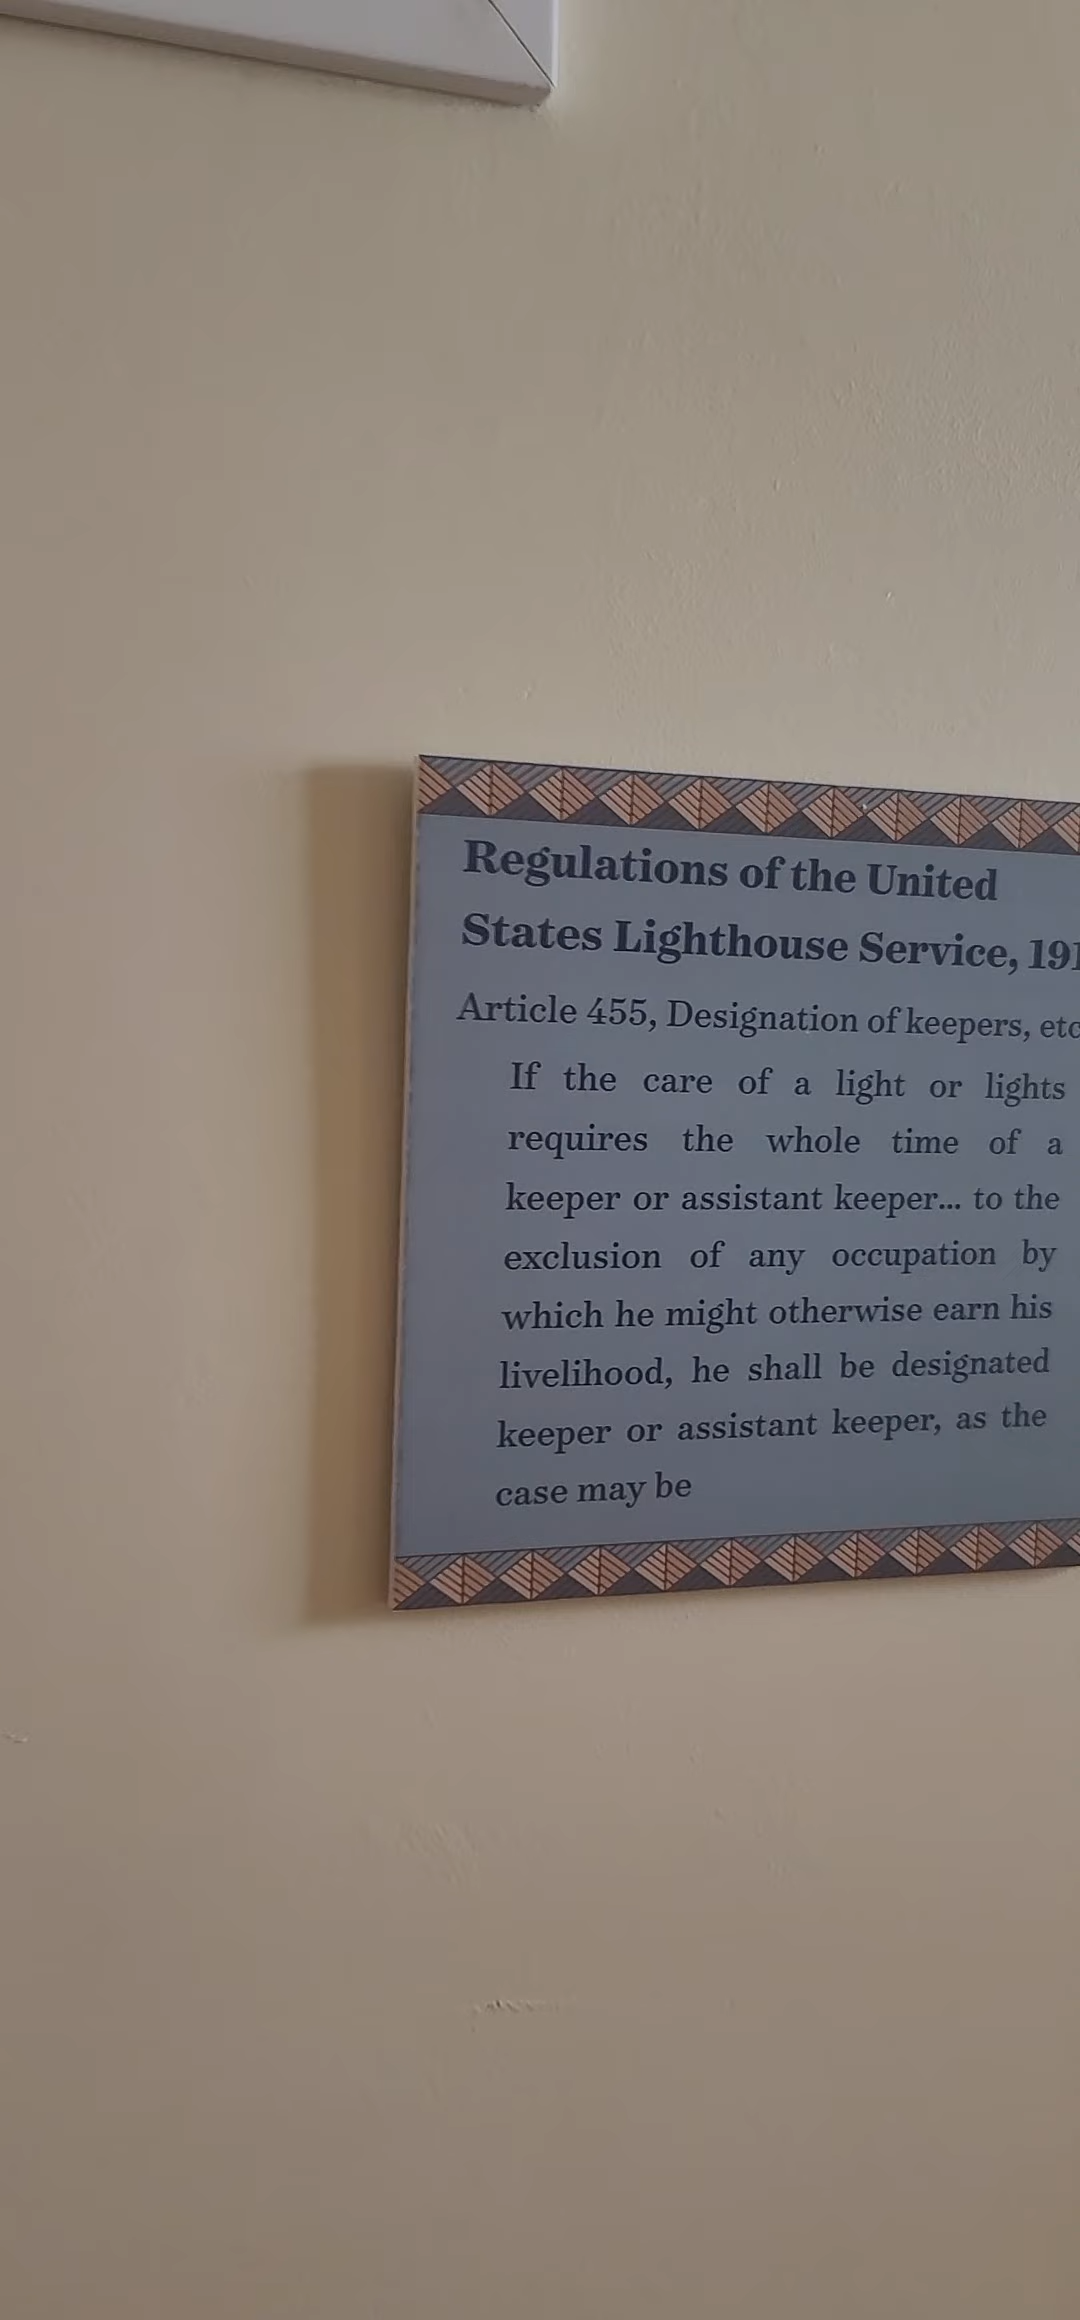 Regulations of the United
States Lighthouse Service, 191
Article 455, Designation of keepers, etc
If the care of a light or lights
requires the whole time of a
keeper or assistant keeper... to the
exclusion of any occupation by
which he might otherwise earn his
livelihood, he shall be designated
keeper or assistant keeper, as the
case may be